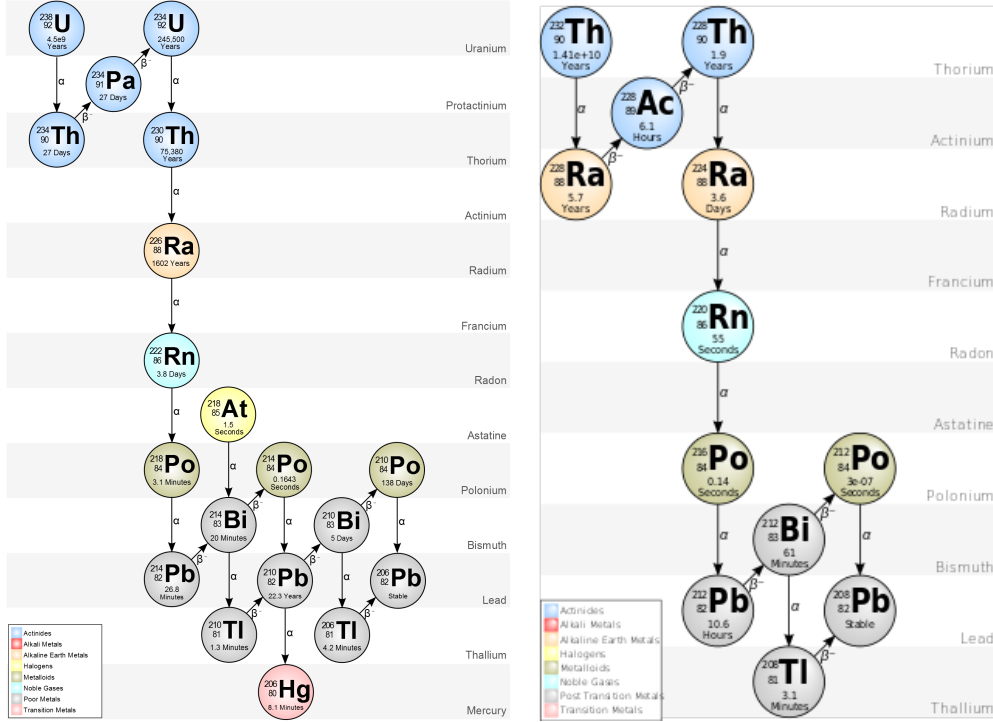 238
92 U
4.5e9
Years
234
92 U
245,500
Years
Uranium
α
β⁻
α
234
91 Pa
27 Days
Protactinium
β⁻
234
90 Th
27 Days
230
90 Th
75,380
Years
Thorium
α
Actinium
226
88 Ra
1602 Years
Radium
α
Francium
222
86 Rn
3.8 Days
Radon
α
218
85 At
1.5
Seconds
Astatine
α
218
84 Po
3.1 Minutes
214
84 Po
0.1643
Seconds
210
84 Po
138 Days
Polonium
α
β⁻
α
β⁻
α
214
83 Bi
20 Minutes
210
83 Bi
5 Days
Bismuth
β⁻
β⁻
214
82 Pb
26.8
Minutes
210
82 Pb
22.3 Years
206
82 Pb
Stable
Lead
α
β⁻
α
β⁻
210
81 Tl
1.3 Minutes
206
81 Tl
4.2 Minutes
Thallium
α
206
80 Hg
8.1 Minutes
Mercury
Actinides
Alkali Metals
Alkaline Earth Metals
Halogens
Metalloids
Noble Gases
Poor Metals
Transition Metals
232
90 Th
1.41e+10
Years
228
90 Th
1.9
Years
Thorium
α
β⁻
α
228
89 Ac
6.1
Hours
Actinium
β⁻
228
88 Ra
5.7
Years
224
88 Ra
3.6
Days
Radium
α
Francium
220
86 Rn
55
Seconds
Radon
α
Astatine
216
84 Po
0.14
Seconds
212
84 Po
3e-07
Seconds
Polonium
α
β⁻
α
212
83 Bi
61
Minutes
Bismuth
β⁻
212
82 Pb
10.6
Hours
208
82 Pb
Stable
Lead
α
β⁻
208
81 Tl
3.1
Minutes
Thallium
Actinides
Alkali Metals
Alkaline Earth Metals
Halogens
Metalloids
Noble Gases
Post Transition Metals
Transition Metals